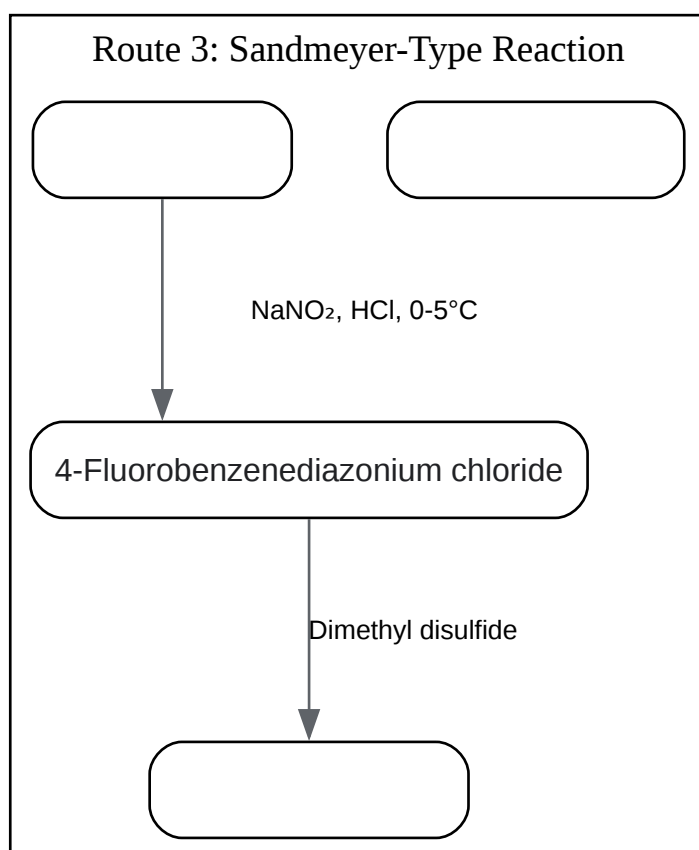 Route 3: Sandmeyer-Type Reaction
NaNO₂, HCl, 0-5°C
4-Fluorobenzenediazonium chloride
Dimethyl disulfide